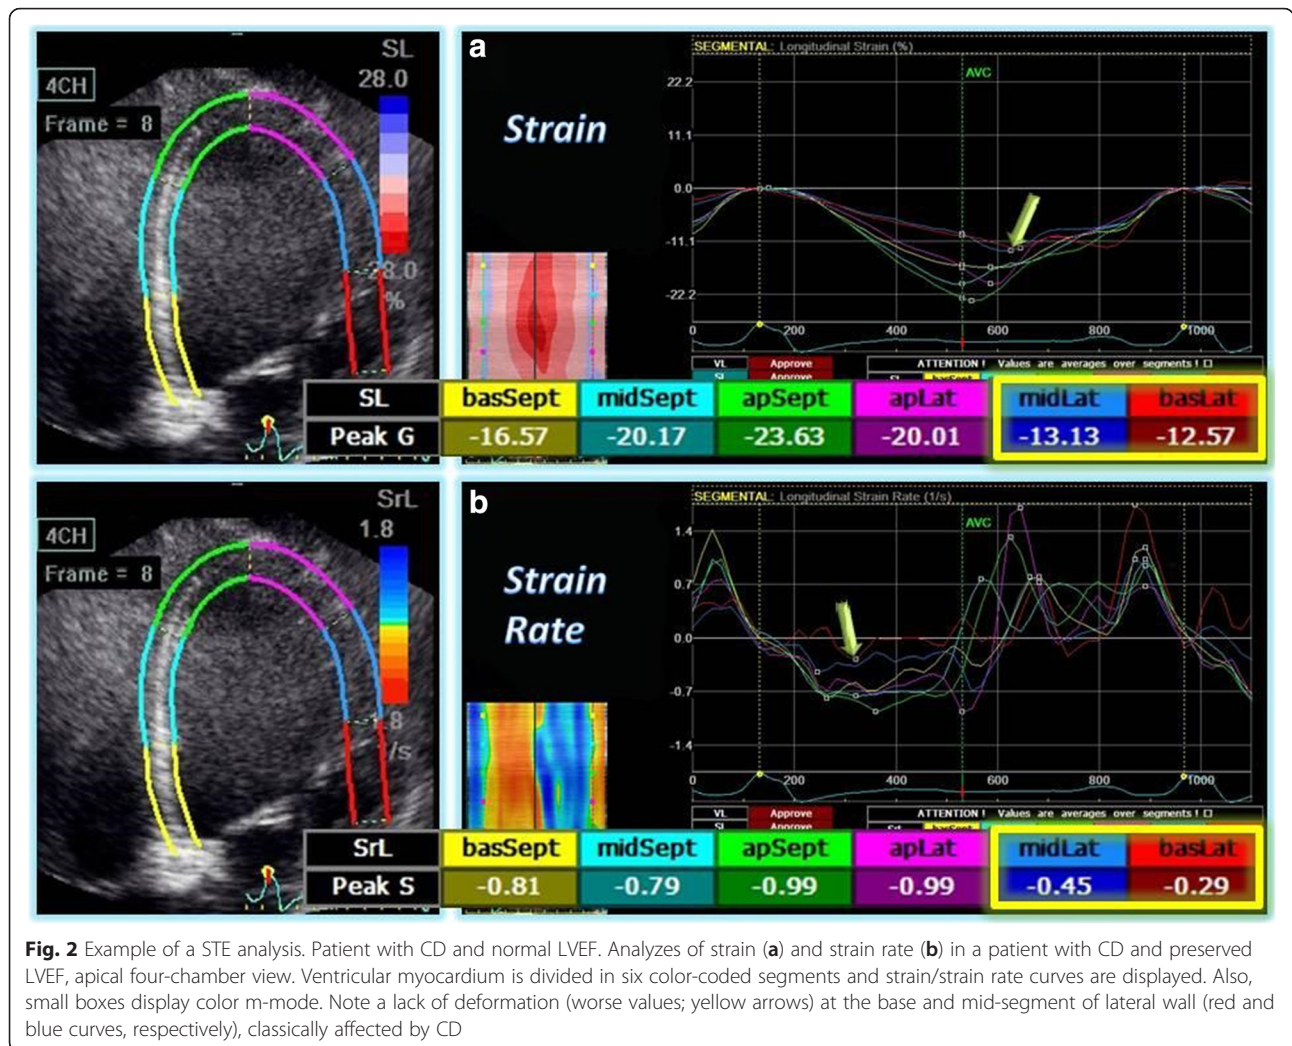 SL
28.0
4CH
Frame = 8
-28.0
%
a
Strain
SEGMENTAL: Longitudinal Strain (%)
AVC
22.2
11.1
0.0
-11.1
-22.2
0 200 400 600 800 1000
VL Approve ATTENTION! Values are averages over segments!
SL Approve SL basSept
SL basSept midSept apSept apLat midLat basLat
Peak G -16.57 -20.17 -23.63 -20.01 -13.13 -12.57
SrL
1.8
4CH
Frame = 8
/s
b
Strain
Rate
SEGMENTAL: Longitudinal Strain Rate (1/s)
AVC
1.4
0.7
0.0
-0.7
-1.4
0 200 400 600 800 1000
VL Approve ATTENTION! Values are averages over segments!
SL Approve SrL basSept
SrL basSept midSept apSept apLat midLat basLat
Peak S -0.81 -0.79 -0.99 -0.99 -0.45 -0.29
Fig. 2 Example of a STE analysis. Patient with CD and normal LVEF. Analyzes of strain (a) and strain rate (b) in a patient with CD and preserved
LVEF, apical four-chamber view. Ventricular myocardium is divided in six color-coded segments and strain/strain rate curves are displayed. Also,
small boxes display color m-mode. Note a lack of deformation (worse values; yellow arrows) at the base and mid-segment of lateral wall (red and
blue curves, respectively), classically affected by CD